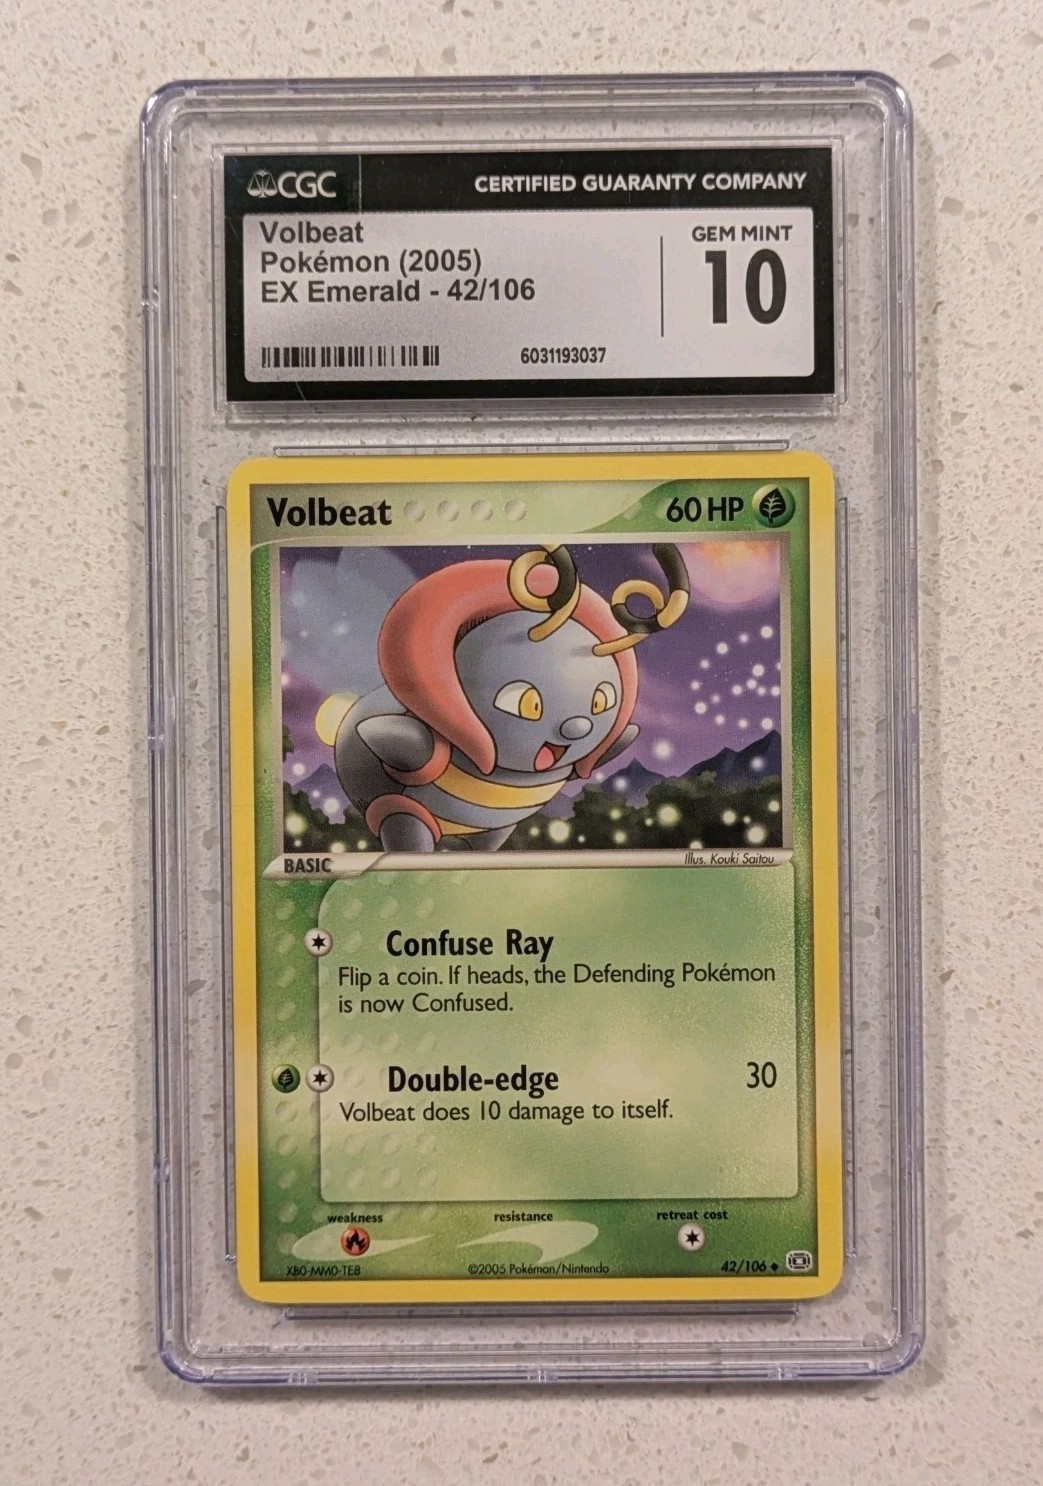 CGC
CERTIFIED GUARANTY COMPANY
Volbeat
Pokémon (2005)
EX Emerald - 42/106
GEM MINT
10
6031193037
Volbeat
60 HP
BASIC
Illus. Kouki Saitou
Confuse Ray
Flip a coin. If heads, the Defending Pokémon
is now Confused.
Double-edge 30
Volbeat does 10 damage to itself.
weakness resistance retreat cost
XB0-MM0-TE8 ©2005 Pokémon/Nintendo 42/106